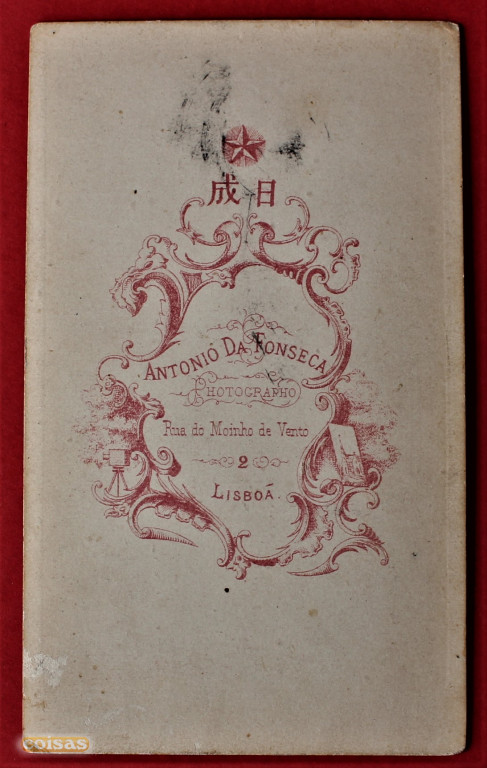 成日
ANTONIO DA FONSECA
PHOTOGRAPHO
Rua do Moinho de Vento
2
LISBOA.
coisas